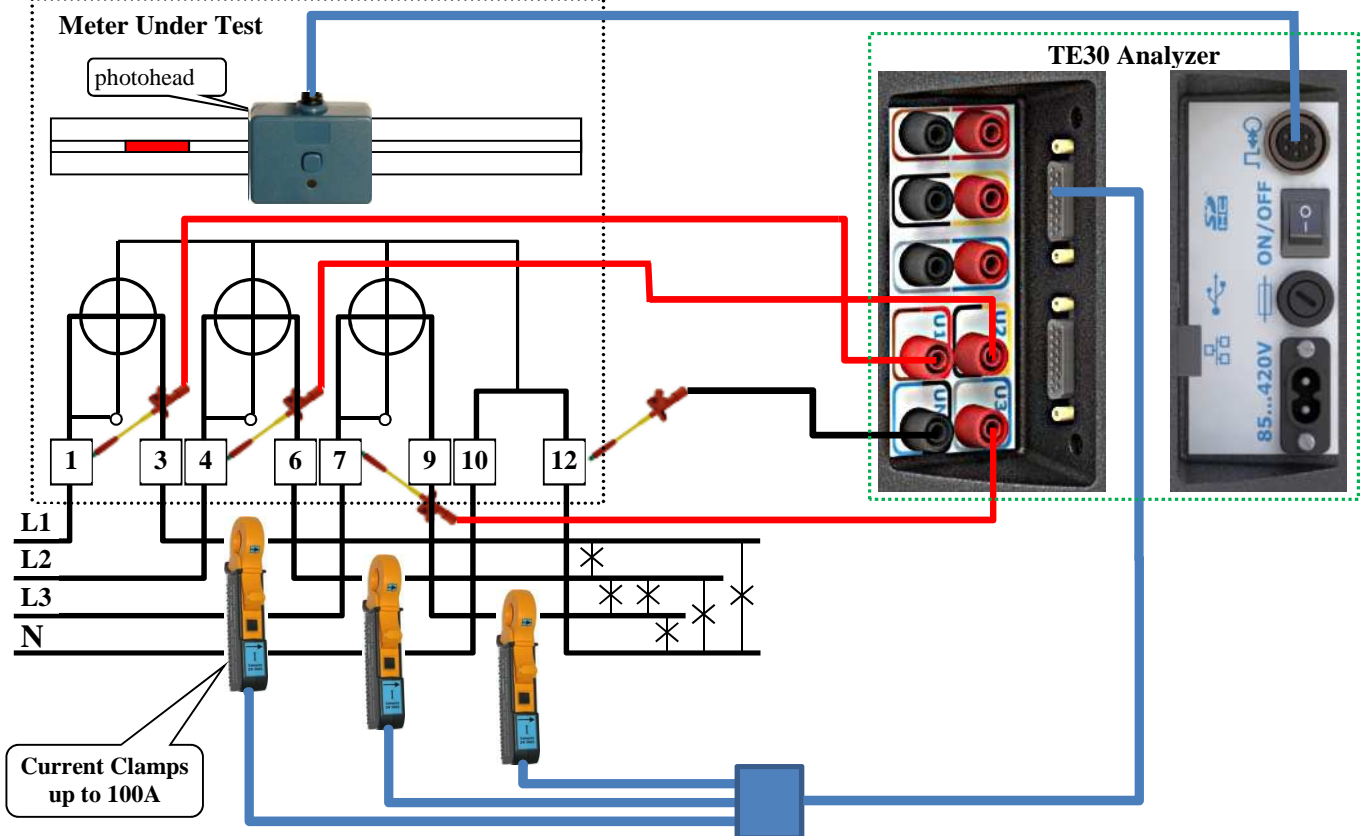 Meter Under Test
photohead
TE30 Analyzer
U1
U2
UN
U3
ON/OFF
85...420V
1
3
4
6
7
9
10
12
L1
L2
L3
N
I
I
I
Current Clamps
up to 100A